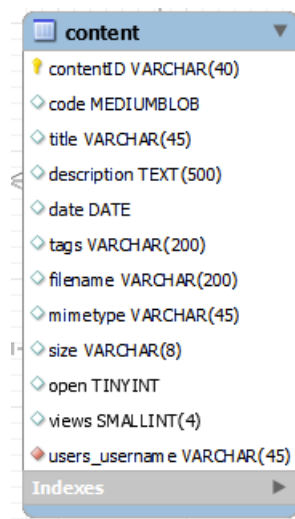 content
contentID VARCHAR(40)
code MEDIUMBLOB
title VARCHAR(45)
description TEXT(500)
date DATE
tags VARCHAR(200)
filename VARCHAR(200)
mimetype VARCHAR(45)
size VARCHAR(8)
open TINYINT
views SMALLINT(4)
users_username VARCHAR(45)
Indexes